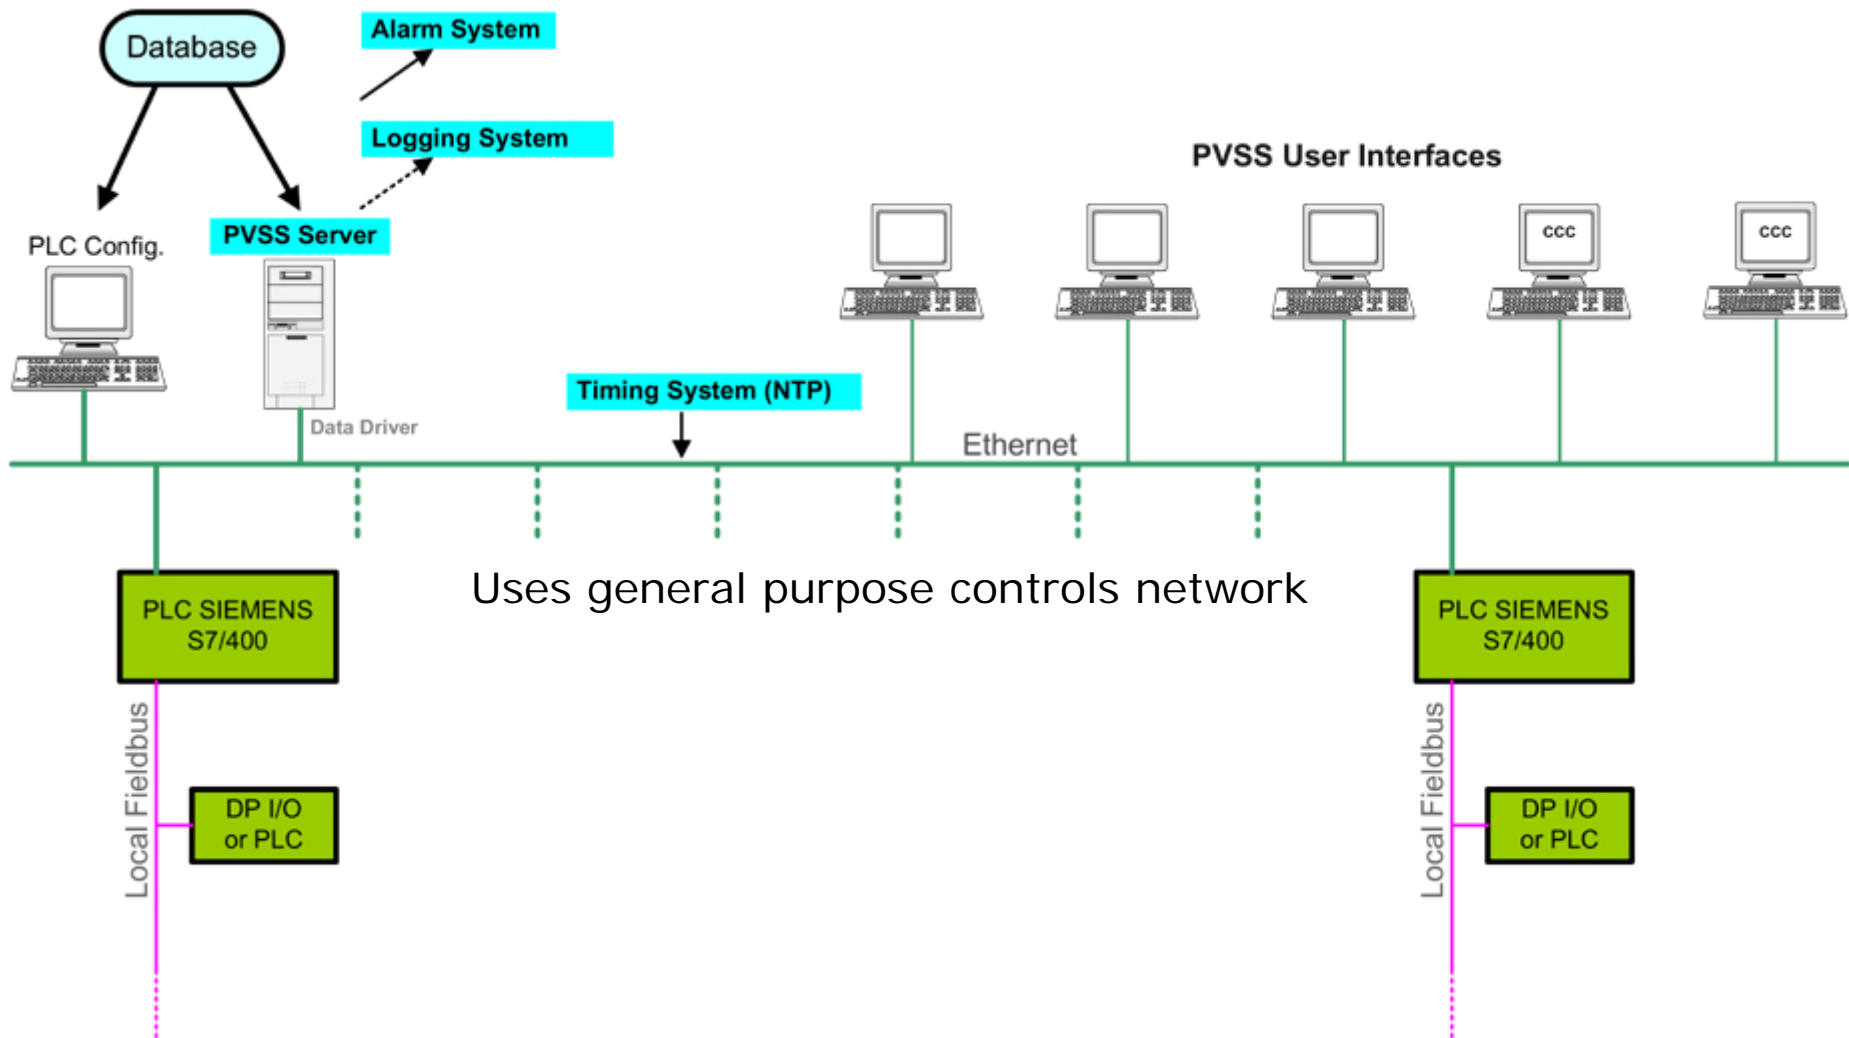 Database
Alarm System
Logging System
PVSS User Interfaces
PLC Config.
PVSS Server
CCC
CCC
Timing System (NTP)
Data Driver
Ethernet
Uses general purpose controls network
PLC SIEMENS
S7/400
PLC SIEMENS
S7/400
Local Fieldbus
DP I/O
or PLC
Local Fieldbus
DP I/O
or PLC